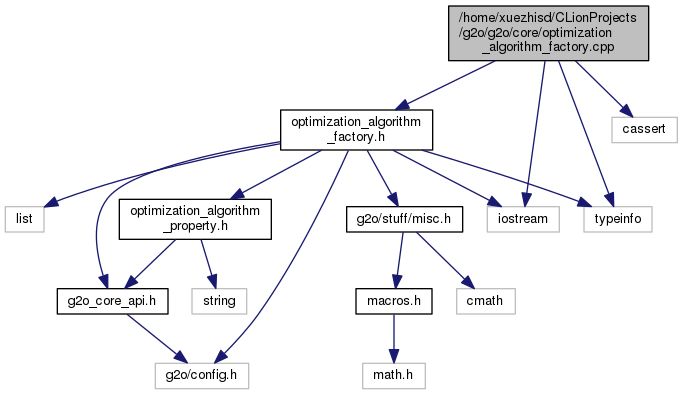 /home/xuezhisd/CLionProjects
/g2o/g2o/core/optimization
_algorithm_factory.cpp
optimization_algorithm
_factory.h
cassert
list
optimization_algorithm
_property.h
g2o/stuff/misc.h
iostream
typeinfo
g2o_core_api.h
string
macros.h
cmath
g2o/config.h
math.h